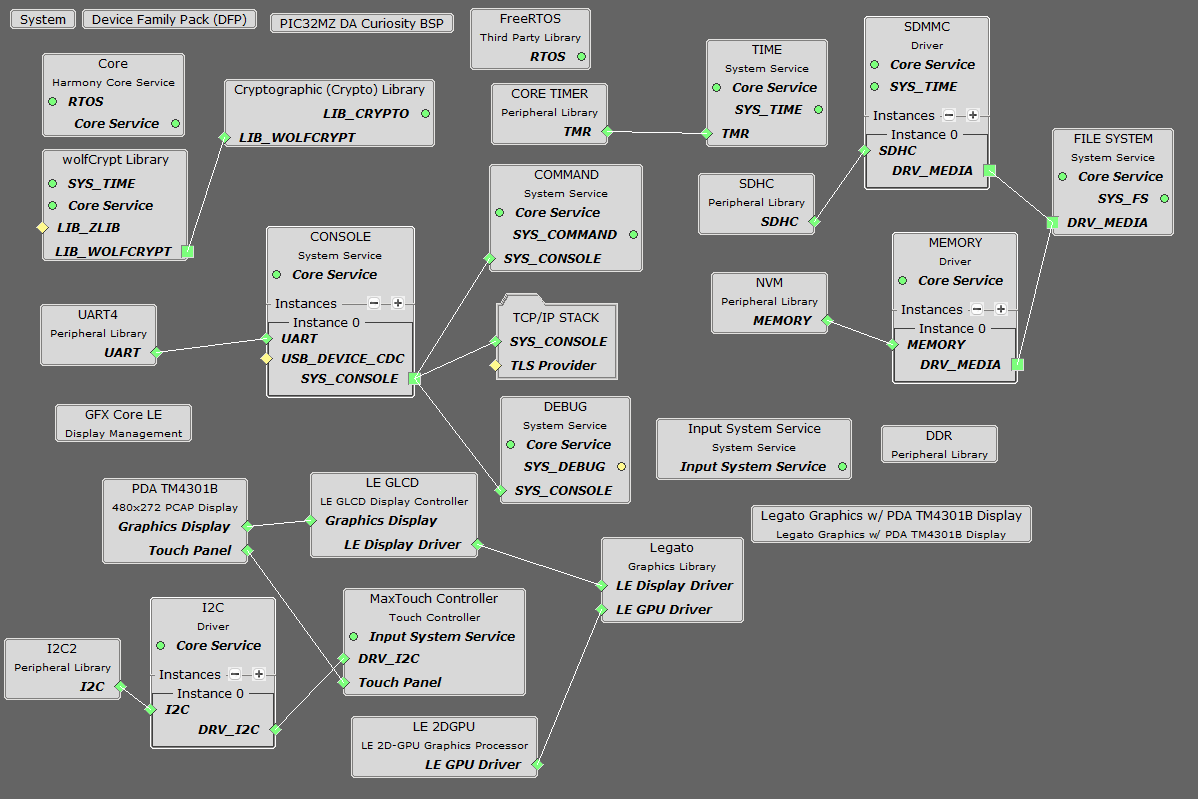 System
Device Family Pack (DFP)
PIC32MZ DA Curiosity BSP
FreeRTOS
Third Party Library
RTOS
Core
Harmony Core Service
RTOS
Core Service
Cryptographic (Crypto) Library
LIB_CRYPTO
LIB_WOLFCRYPT
CORE TIMER
Peripheral Library
TMR
TIME
System Service
Core Service
SYS_TIME
TMR
SDMMC
Driver
Core Service
SYS_TIME
Instances
Instance 0
SDHC
DRV_MEDIA
FILE SYSTEM
System Service
Core Service
SYS_FS
DRV_MEDIA
wolfCrypt Library
SYS_TIME
Core Service
LIB_ZLIB
LIB_WOLFCRYPT
COMMAND
System Service
Core Service
SYS_COMMAND
SYS_CONSOLE
SDHC
Peripheral Library
SDHC
CONSOLE
System Service
Core Service
Instances
Instance 0
UART
USB_DEVICE_CDC
SYS_CONSOLE
MEMORY
Driver
Core Service
Instances
Instance 0
MEMORY
DRV_MEDIA
NVM
Peripheral Library
MEMORY
UART4
Peripheral Library
UART
TCP/IP STACK
SYS_CONSOLE
TLS Provider
GFX Core LE
Display Management
DEBUG
System Service
Core Service
SYS_DEBUG
SYS_CONSOLE
Input System Service
System Service
Input System Service
DDR
Peripheral Library
PDA TM4301B
480x272 PCAP Display
Graphics Display
Touch Panel
LE GLCD
LE GLCD Display Controller
Graphics Display
LE Display Driver
Legato Graphics w/ PDA TM4301B Display
Legato Graphics w/ PDA TM4301B Display
Legato
Graphics Library
LE Display Driver
LE GPU Driver
MaxTouch Controller
Touch Controller
Input System Service
DRV_I2C
Touch Panel
I2C
Driver
Core Service
Instances
Instance 0
I2C
DRV_I2C
I2C2
Peripheral Library
I2C
LE 2DGPU
LE 2D-GPU Graphics Processor
LE GPU Driver